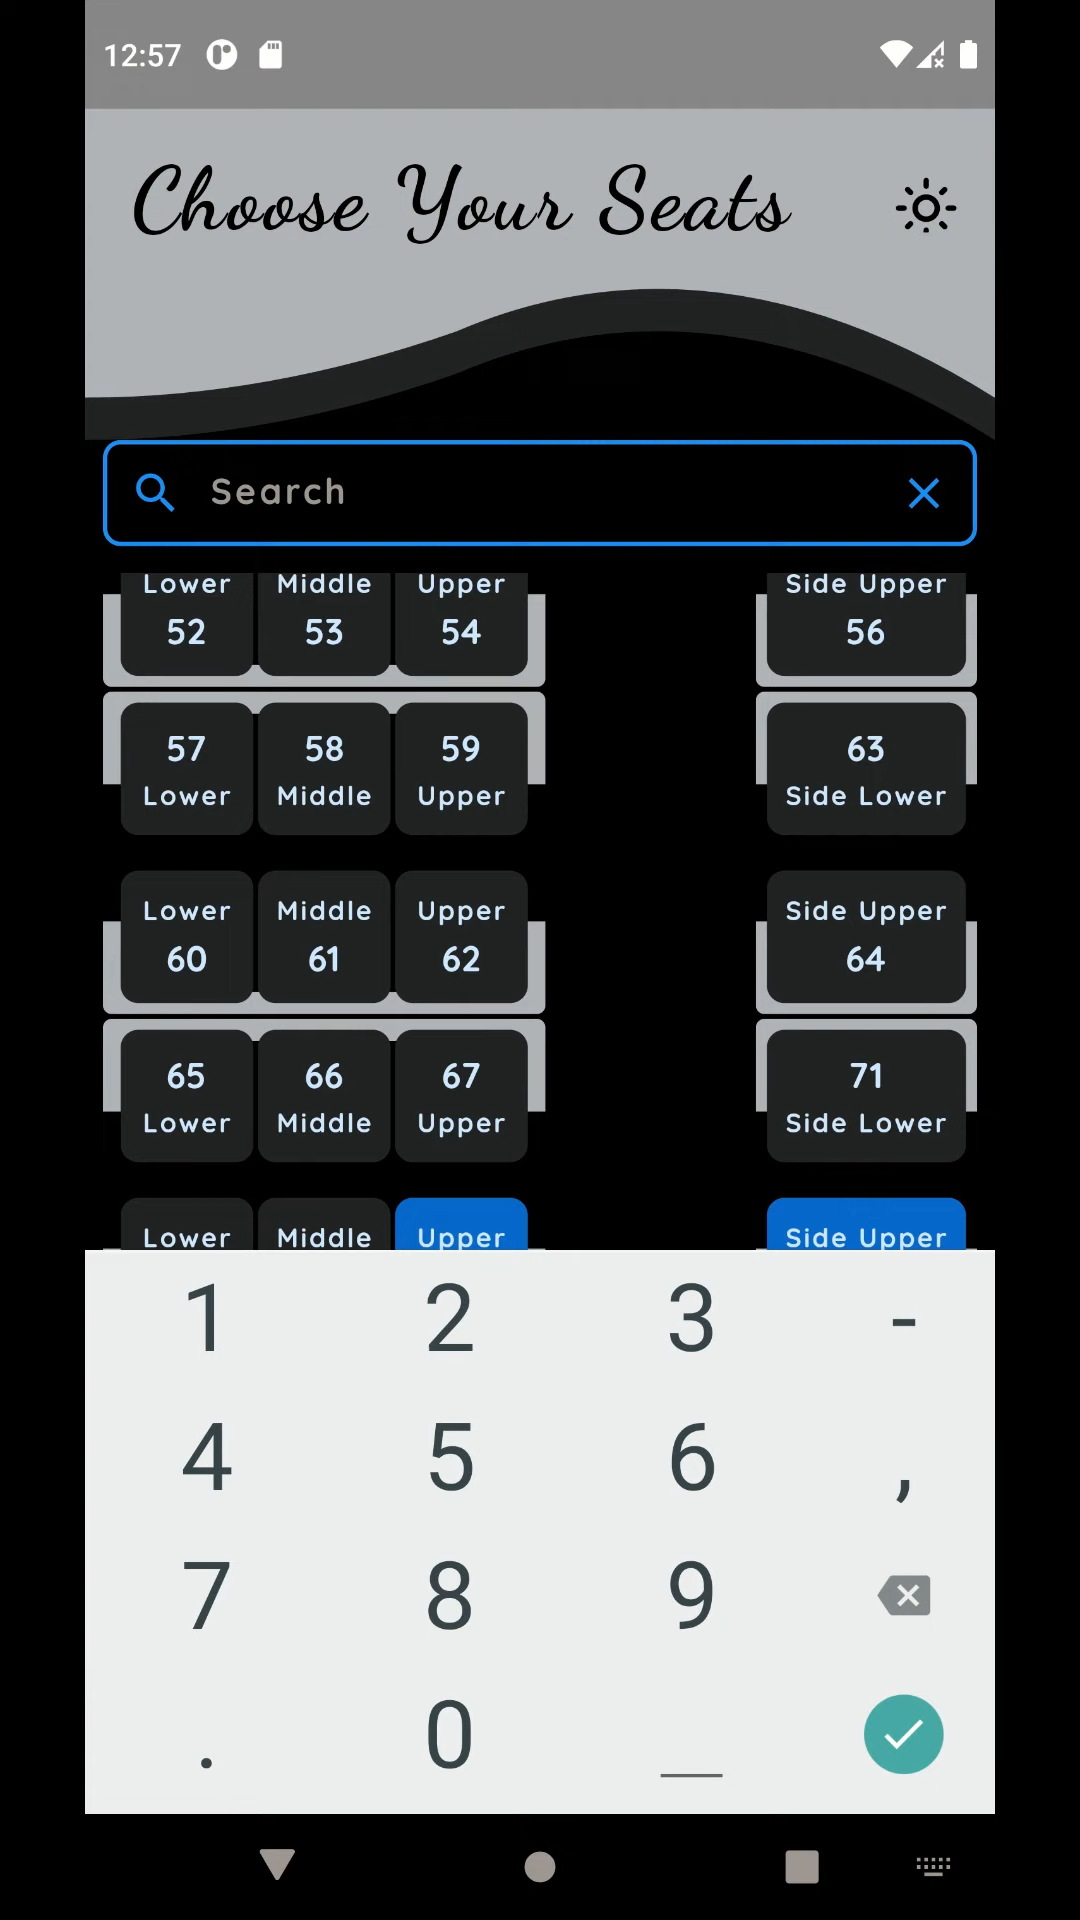 12:57
Choose Your Seats
Search
Lower Middle Upper Side Upper
52 53 54 56
57 58 59 63
Lower Middle Upper Side Lower
Lower Middle Upper Side Upper
60 61 62 64
65 66 67 71
Lower Middle Upper Side Lower
Lower Middle Upper Side Upper
1 2 3 -
4 5 6 ,
7 8 9
. 0